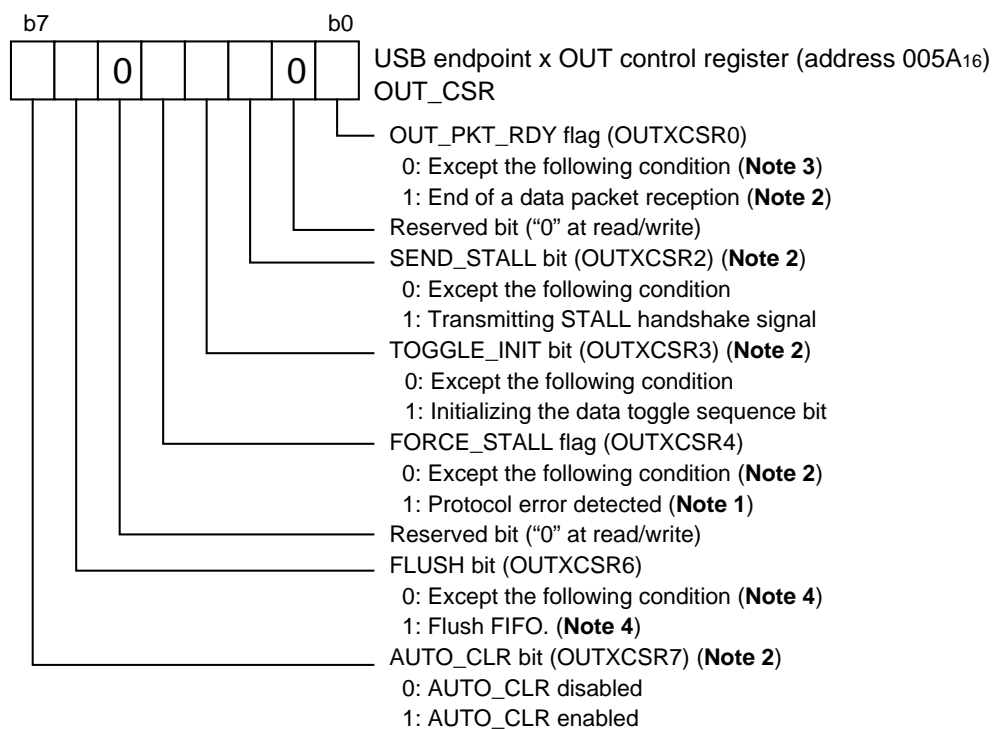 b7 b0
0 0
USB endpoint x OUT control register (address 005A16)
OUT_CSR
OUT_PKT_RDY flag (OUTXCSR0)
0: Except the following condition (Note 3)
1: End of a data packet reception (Note 2)
Reserved bit (“0” at read/write)
SEND_STALL bit (OUTXCSR2) (Note 2)
0: Except the following condition
1: Transmitting STALL handshake signal
TOGGLE_INIT bit (OUTXCSR3) (Note 2)
0: Except the following condition
1: Initializing the data toggle sequence bit
FORCE_STALL flag (OUTXCSR4)
0: Except the following condition (Note 2)
1: Protocol error detected (Note 1)
Reserved bit (“0” at read/write)
FLUSH bit (OUTXCSR6)
0: Except the following condition (Note 4)
1: Flush FIFO. (Note 4)
AUTO_CLR bit (OUTXCSR7) (Note 2)
0: AUTO_CLR disabled
1: AUTO_CLR enabled